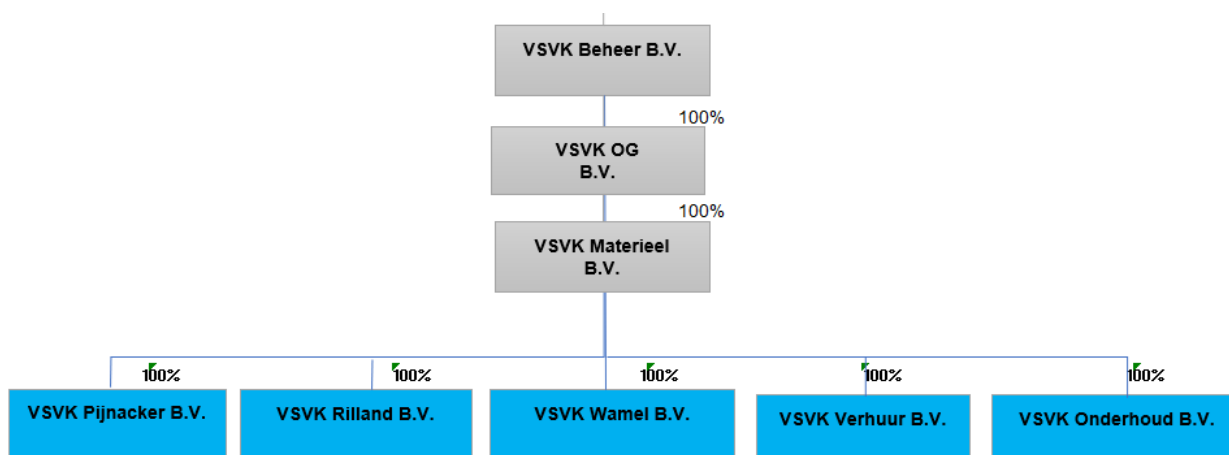 VSVK Beheer B.V.
100%
VSVK OG
B.V.
100%
VSVK Materieel
B.V.
100%
100%
100%
100%
100%
VSVK Pijnacker B.V.
VSVK Rilland B.V.
VSVK Wamel B.V.
VSVK Verhuur B.V.
VSVK Onderhoud B.V.